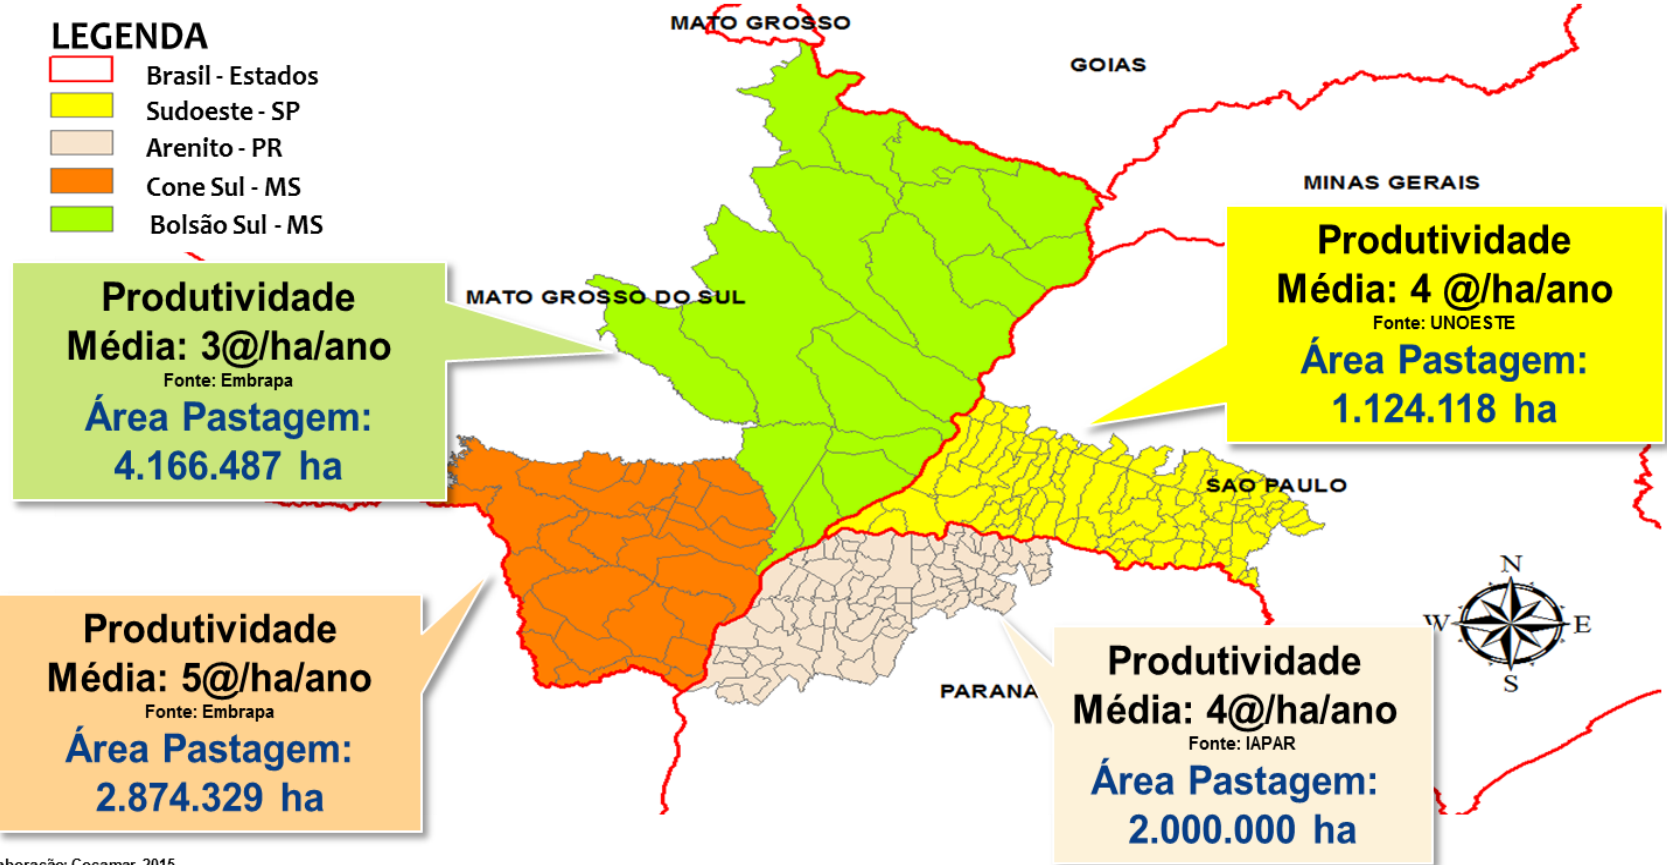 LEGENDA
Brasil - Estados
Sudoeste - SP
Arenito - PR
Cone Sul - MS
Bolsão Sul - MS
MATO GROSSO
GOIAS
MINAS GERAIS
MATO GROSSO DO SUL
SAO PAULO
PARANA
Produtividade
Média: 3@/ha/ano
Fonte: Embrapa
Área Pastagem:
4.166.487 ha
Produtividade
Média: 4 @/ha/ano
Fonte: UNOESTE
Área Pastagem:
1.124.118 ha
Produtividade
Média: 5@/ha/ano
Fonte: Embrapa
Área Pastagem:
2.874.329 ha
Produtividade
Média: 4@/ha/ano
Fonte: IAPAR
Área Pastagem:
2.000.000 ha
N
W
E
S
Cocamar, 2015